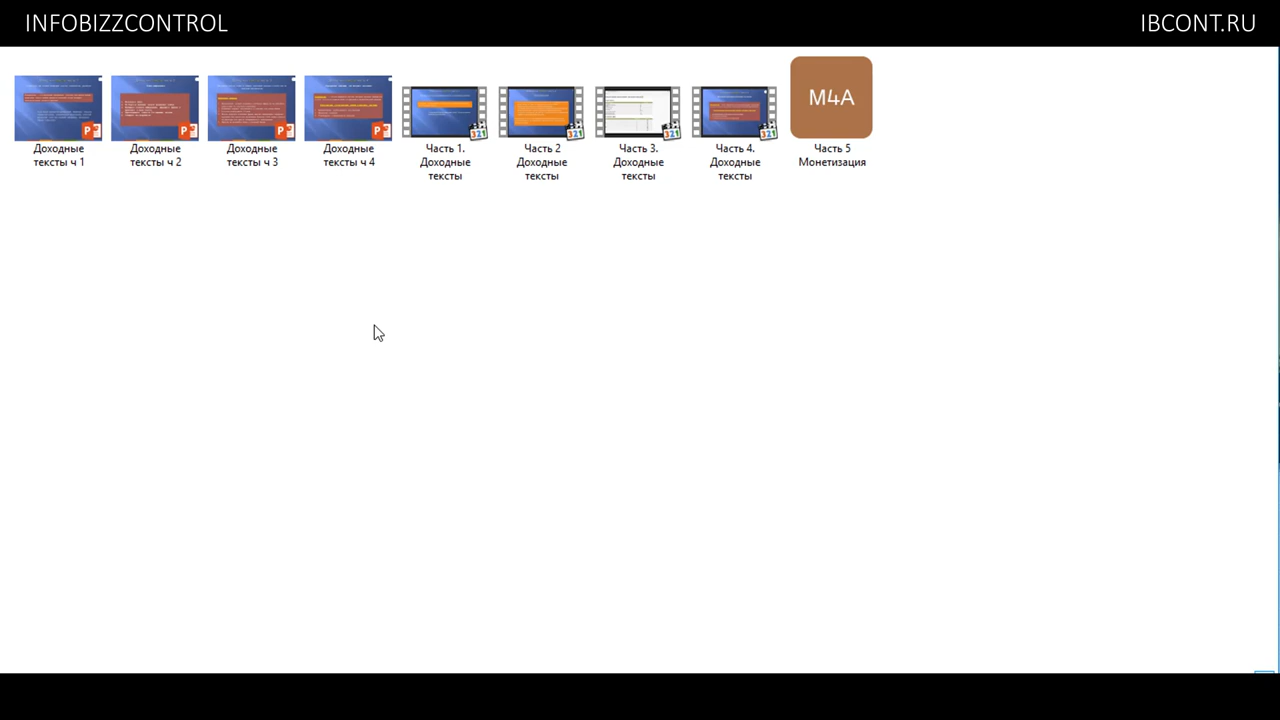 INFOBIZZCONTROL
IBCONT.RU
M4A
Доходные
тексты ч 1
Доходные
тексты ч 2
Доходные
тексты ч 3
Доходные
тексты ч 4
Часть 1.
Доходные
тексты
Часть 2
Доходные
тексты
Часть 3.
Доходные
тексты
Часть 4.
Доходные
тексты
Часть 5
Монетизация